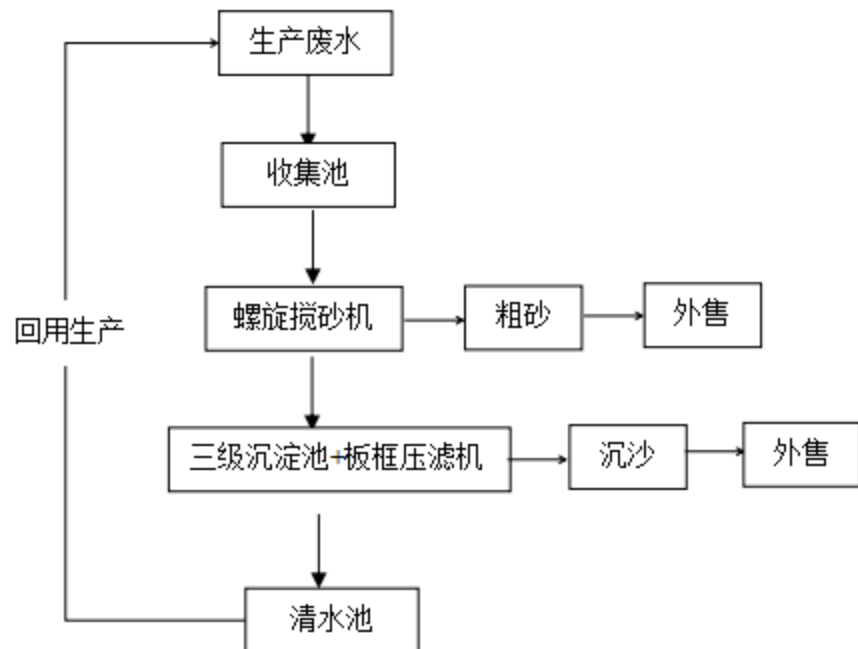 生产废水
收集池
螺旋搅砂机
粗砂
外售
回用生产
三级沉淀池+板框压滤机
沉沙
外售
清水池